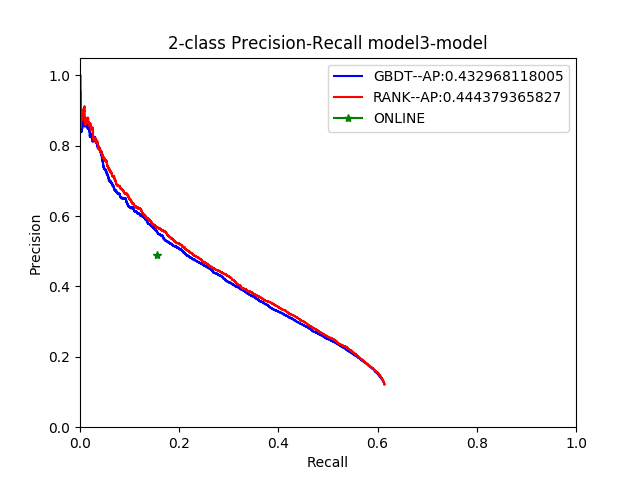 2-class Precision-Recall model3-model
GBDT--AP:0.432968118005
RANK--AP:0.444379365827
ONLINE
Precision
1.0
0.8
0.6
0.4
0.2
0.0
0.0 0.2 0.4 0.6 0.8 1.0
Recall